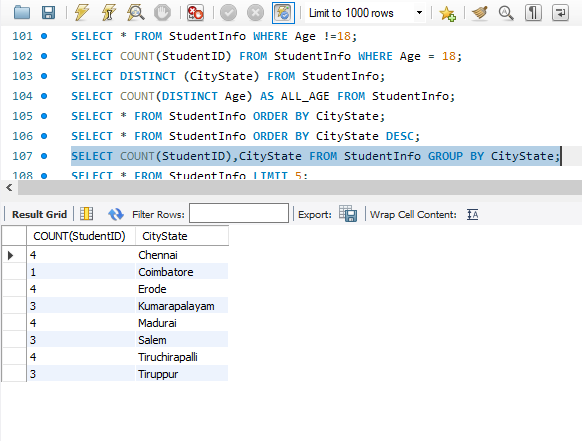 Limit to 1000 rows
101 SELECT * FROM StudentInfo WHERE Age !=18;
102 SELECT COUNT(StudentID) FROM StudentInfo WHERE Age = 18;
103 SELECT DISTINCT (CityState) FROM StudentInfo;
104 SELECT COUNT(DISTINCT Age) AS ALL_AGE FROM StudentInfo;
105 SELECT * FROM StudentInfo ORDER BY CityState;
106 SELECT * FROM StudentInfo ORDER BY CityState DESC;
107 SELECT COUNT(StudentID),CityState FROM StudentInfo GROUP BY CityState;
108 SELECT * FROM StudentInfo LIMIT 5;
Result Grid Filter Rows: Export: Wrap Cell Content:
COUNT(StudentID) CityState
4 Chennai
1 Coimbatore
4 Erode
3 Kumarapalayam
4 Madurai
3 Salem
4 Tiruchirapalli
3 Tiruppur